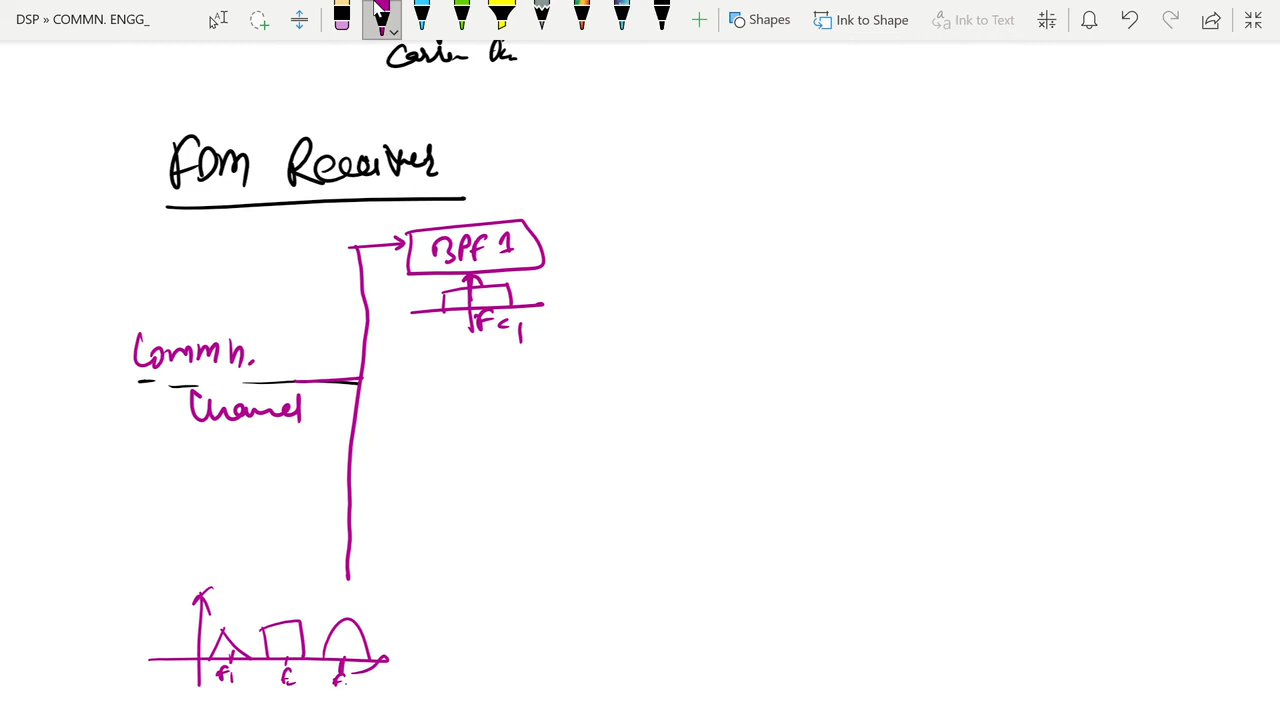 DSP » COMMN. ENGG_
Shapes
Ink to Shape
Ink to Text
Carrier
FDM Receiver
BPF 1
Fc1
Commn.
Channel
F1 F2 F